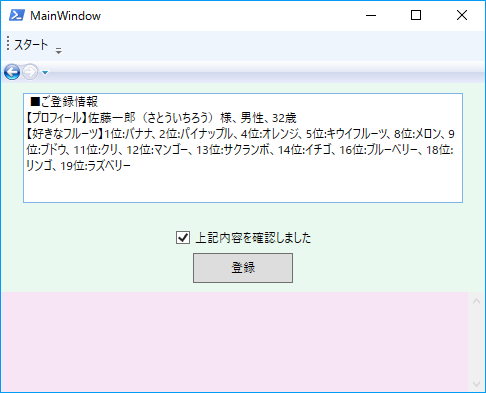 MainWindow
スタート
■ご登録情報
【プロフィール】佐藤一郎（さとういちろう）様、男性、32歳
【好きなフルーツ】1位:バナナ、2位:パイナップル、4位:オレンジ、5位:キウイフルーツ、8位:メロン、9
位:ブドウ、11位:クリ、12位:マンゴー、13位:サクランボ、14位:イチゴ、16位:ブルーベリー、18位:
リンゴ、19位:ラズベリー
上記内容を確認しました
登録